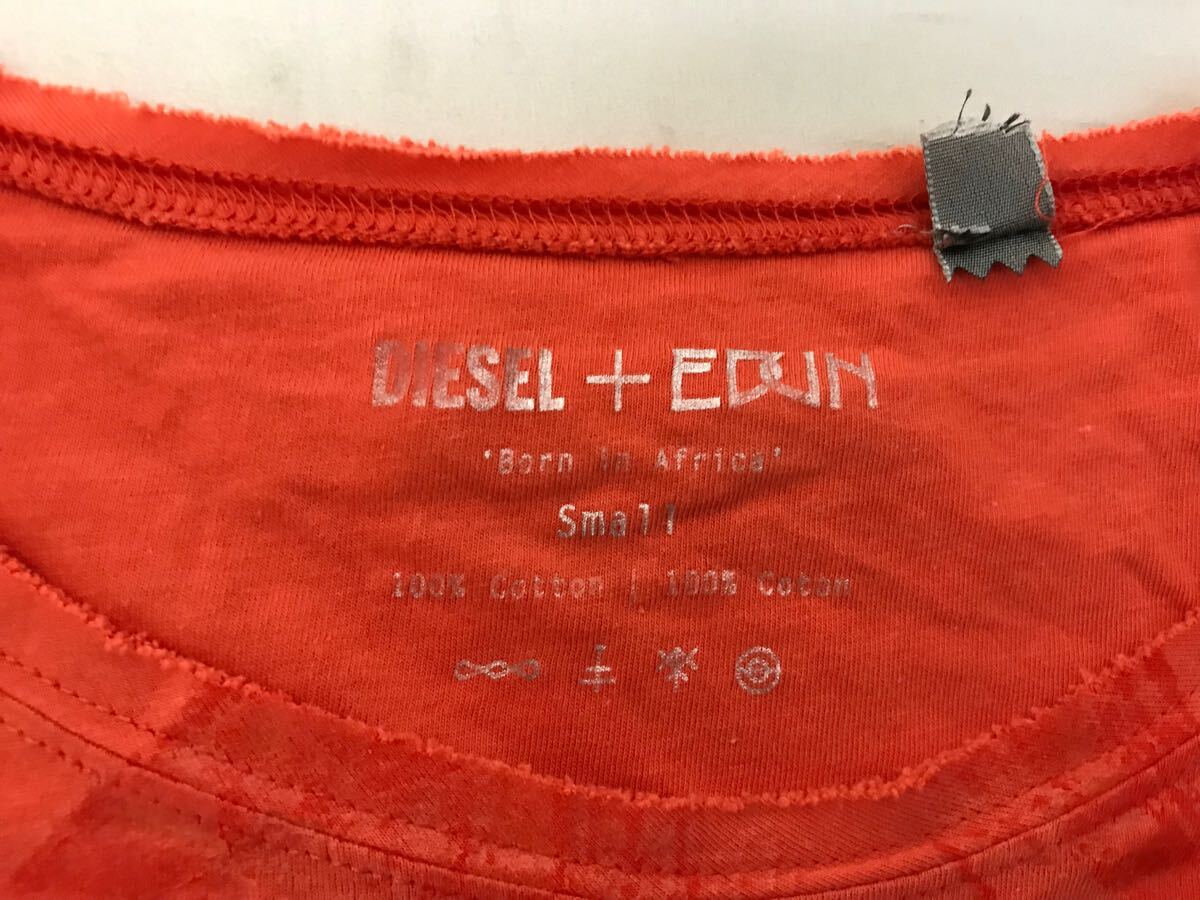 DIESEL + EDUN
'Born in Africa'
Small
100% Cotton | 100% Coton